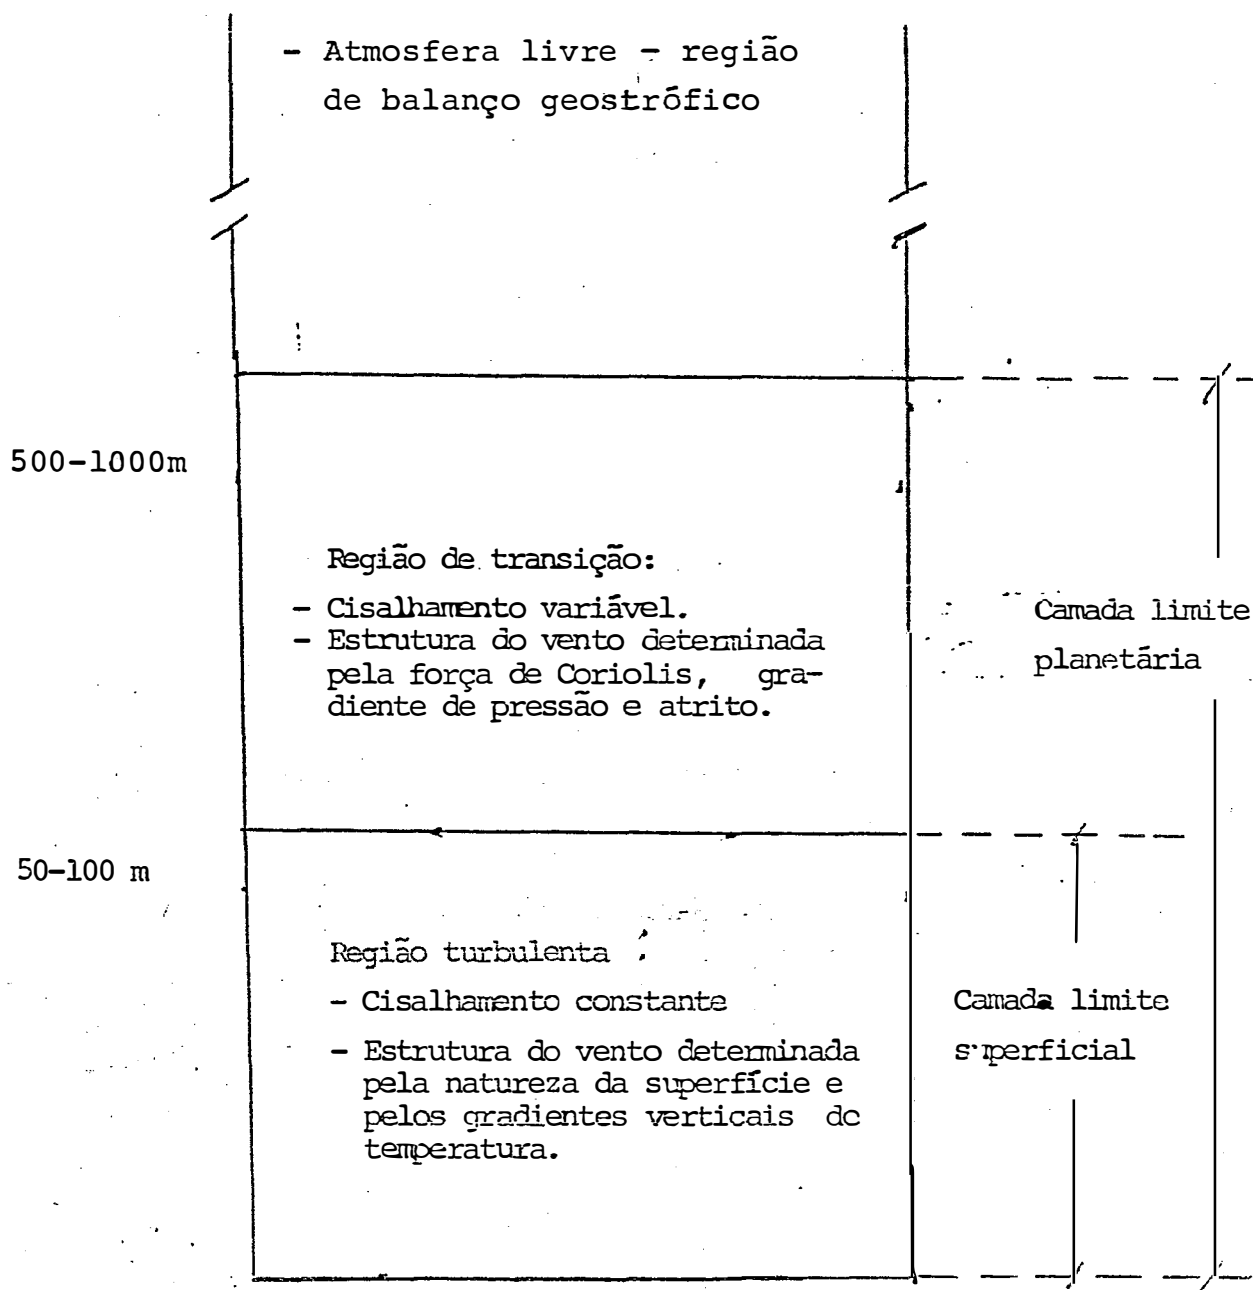 - Atmosfera livre - região
de balanço geostrófico
500-1000m
Região de transição:
- Cisalhamento variável.
- Estrutura do vento determinada
pela força de Coriolis, gra-
diente de pressão e atrito.
Camada limite
planetária
50-100 m
Região turbulenta
- Cisalhamento constante
- Estrutura do vento determinada
pela natureza da superfície e
pelos gradientes verticais de
temperatura.
Camada limite
superficial